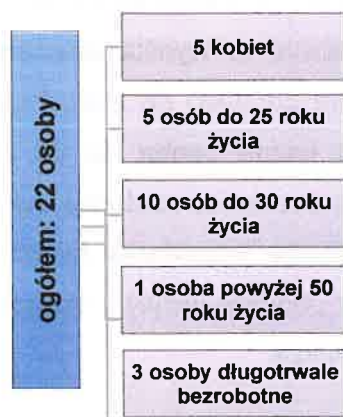 ogółem: 22 osoby
5 kobiet
5 osób do 25 roku
życia
10 osób do 30 roku
życia
1 osoba powyżej 50
roku życia
3 osoby długotrwale
bezrobotne